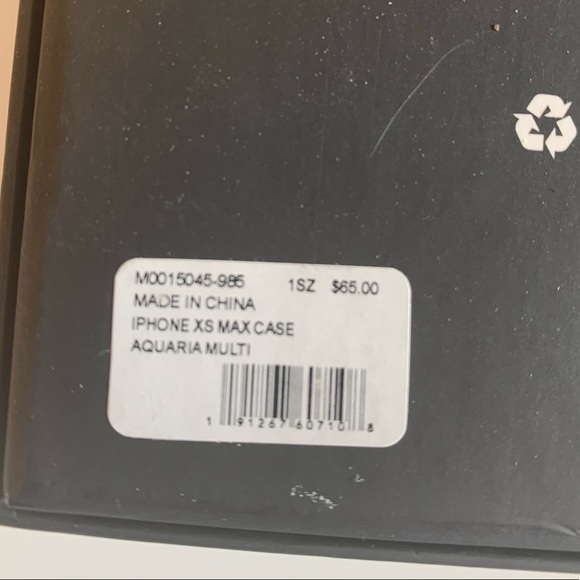 M0015045-985 1SZ $65.00
MADE IN CHINA
IPHONE XS MAX CASE
AQUARIA MULTI
1 91267 60710 8